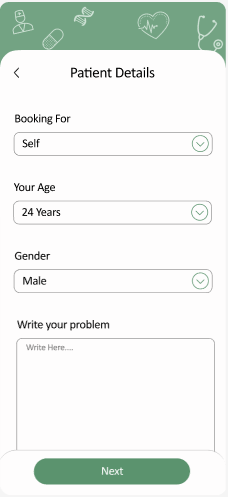 Patient Details
Booking For
Self
Your Age
24 Years
Gender
Male
Write your problem
Write Here....
Next